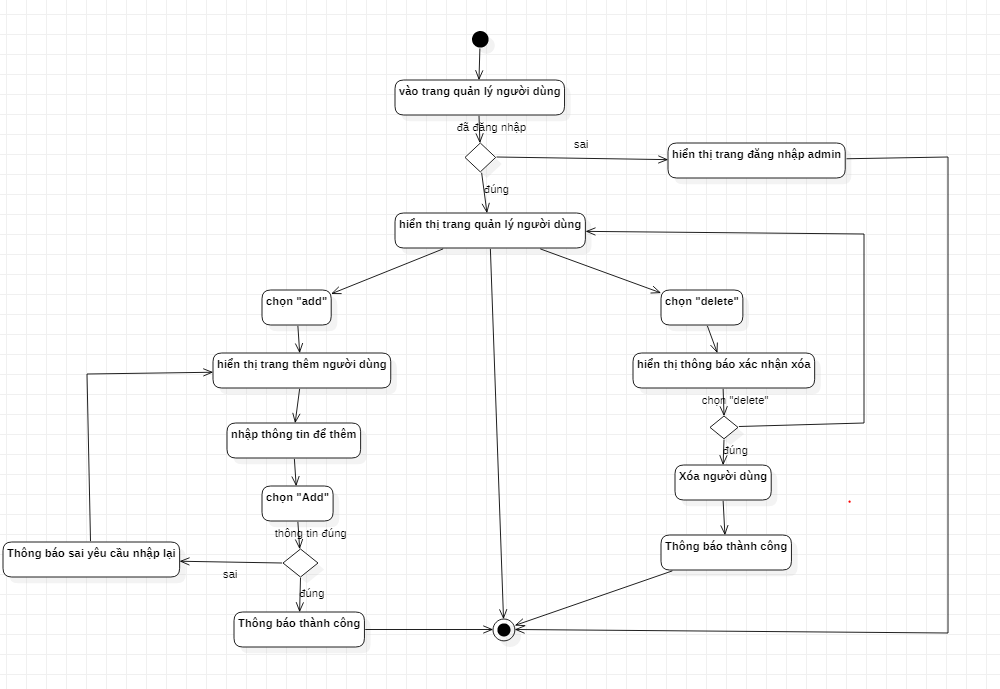 vào trang quản lý người dùng
đã đăng nhập
sai
hiển thị trang đăng nhập admin
đúng
hiển thị trang quản lý người dùng
chọn "add"
chọn "delete"
hiển thị trang thêm người dùng
hiển thị thông báo xác nhận xóa
chọn "delete"
nhập thông tin để thêm
đúng
Xóa người dùng
chọn "Add"
thông tin đúng
Thông báo thành công
Thông báo sai yêu cầu nhập lại
sai
đúng
Thông báo thành công